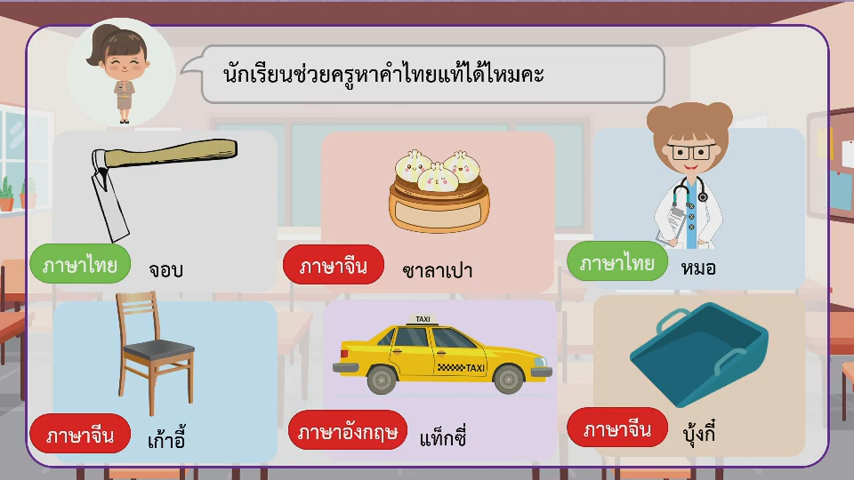 นักเรียนช่วยครูหาคำไทยแท้ได้ไหมคะ
ภาษาไทย จอบ
ภาษาจีน ซาลาเปา
ภาษาไทย หมอ
TAXI
TAXI
ภาษาจีน เก้าอี้
ภาษาอังกฤษ แท็กซี่
ภาษาจีน บุ้งกี๋